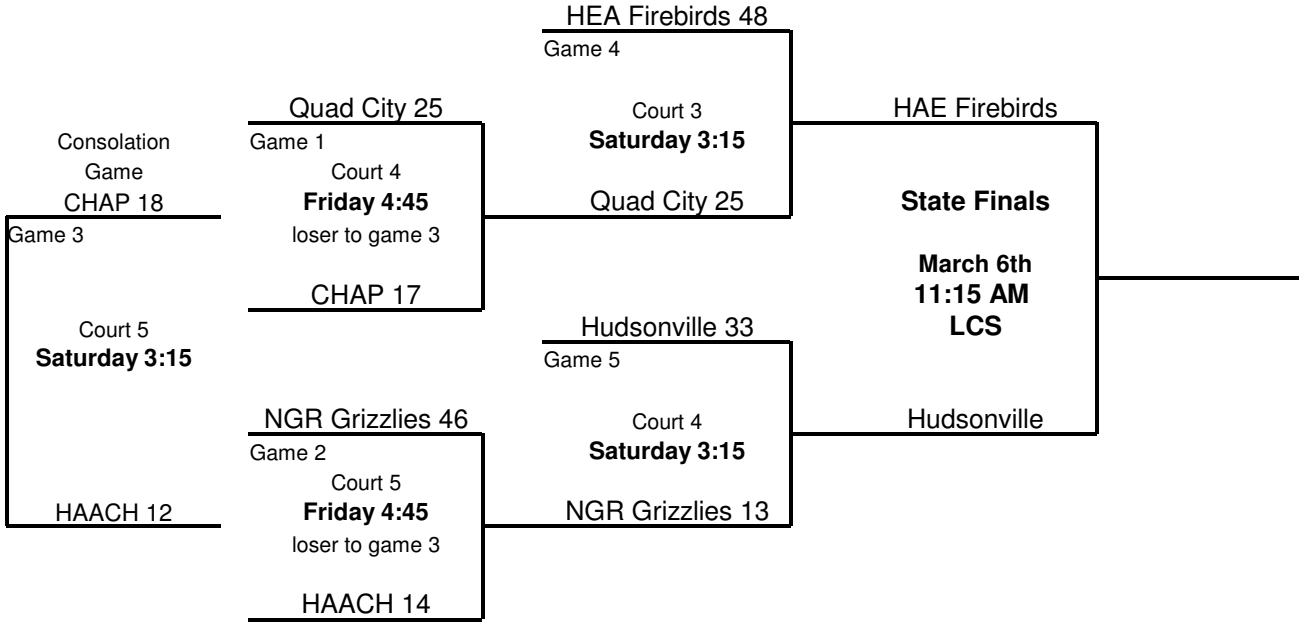 HEA Firebirds 48
Game 4
Court 3
Saturday 3:15
Quad City 25
HAE Firebirds
Quad City 25
Game 1
Court 4
Friday 4:45
loser to game 3
CHAP 17
Consolation
Game
CHAP 18
Game 3
Court 5
Saturday 3:15
HAACH 12
State Finals
March 6th
11:15 AM
LCS
Hudsonville 33
Game 5
Court 4
Saturday 3:15
NGR Grizzlies 13
Hudsonville
NGR Grizzlies 46
Game 2
Court 5
Friday 4:45
loser to game 3
HAACH 14